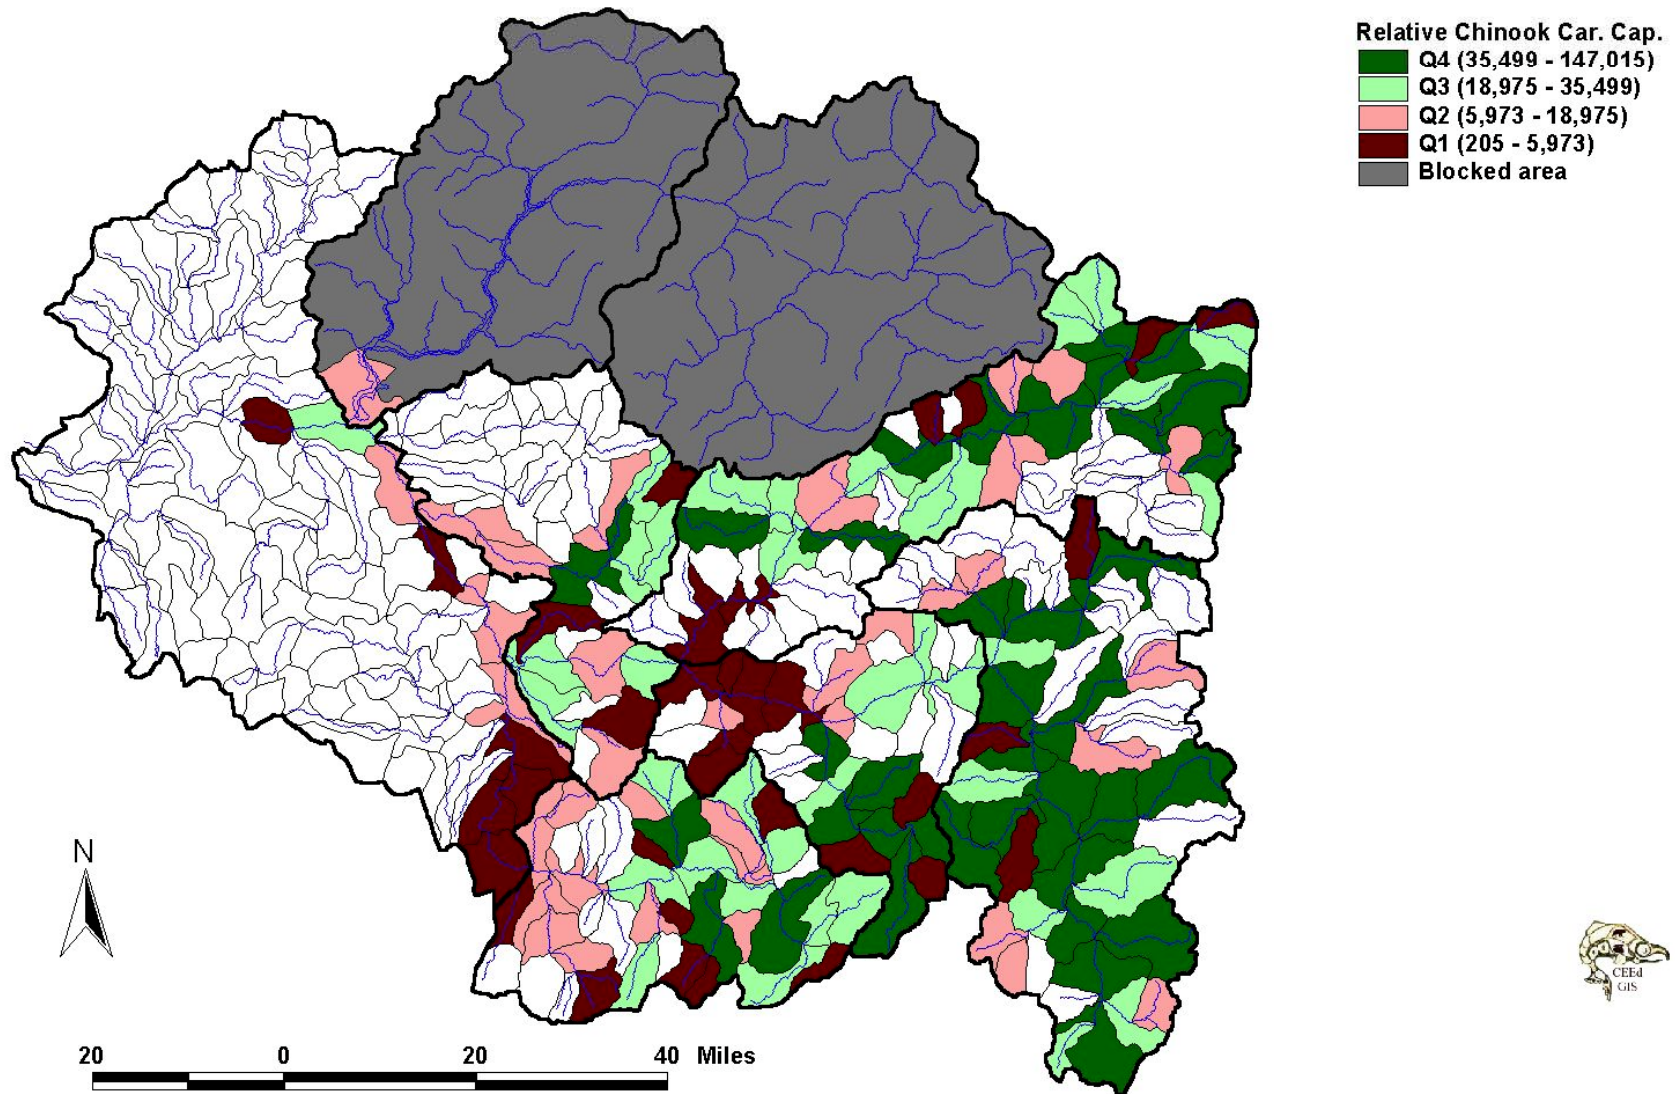 Relative Chinook Car. Cap.
Q4 (35,499 - 147,015)
Q3 (18,975 - 35,499)
Q2 (5,973 - 18,975)
Q1 (205 - 5,973)
Blocked area
N
CEEd
GIS
20 0 20 40 Miles